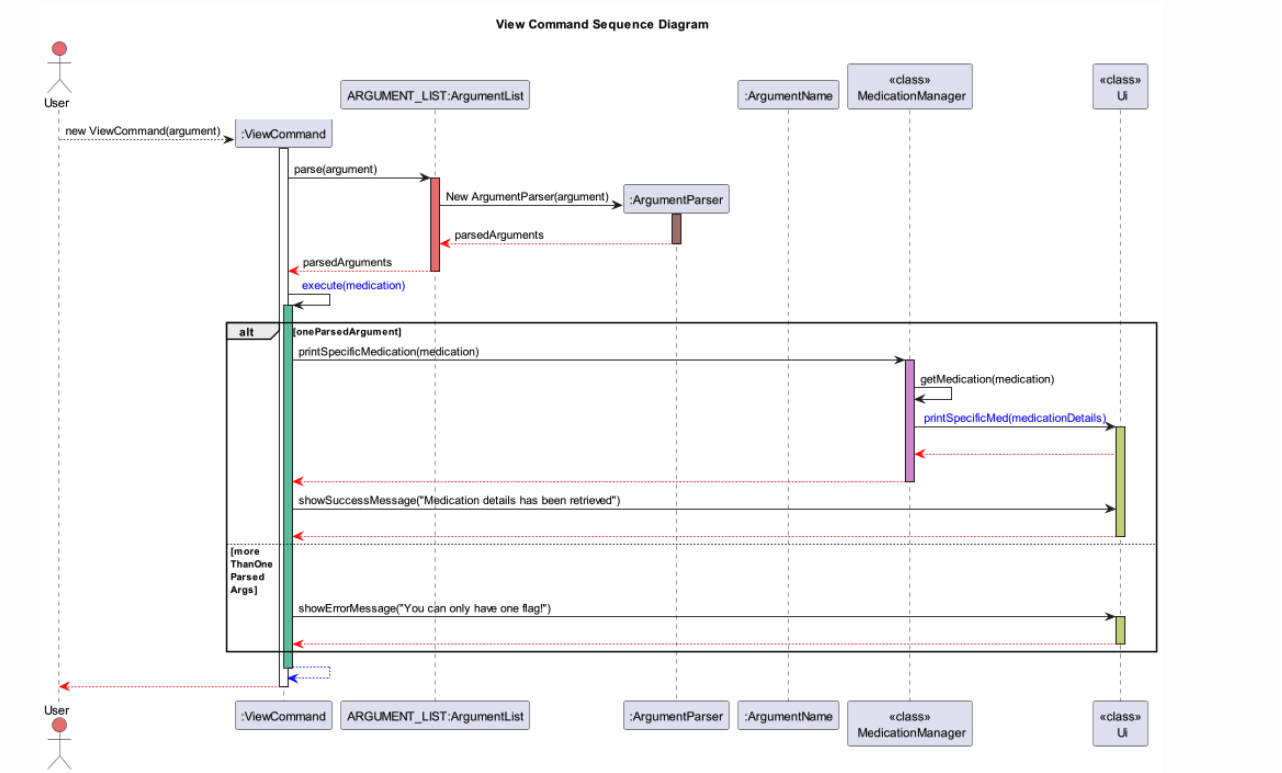 View Command Sequence Diagram
User
ARGUMENT_LIST:ArgumentList
:ArgumentName
«class»
MedicationManager
«class»
Ui
new ViewCommand(argument)
:ViewCommand
parse(argument)
New ArgumentParser(argument)
:ArgumentParser
parsedArguments
parsedArguments
execute(medication)
alt
[oneParsedArgument]
printSpecificMedication(medication)
getMedication(medication)
printSpecificMed(medicationDetails)
showSuccessMessage("Medication details has been retrieved")
[more
ThanOne
Parsed
Args]
showErrorMessage("You can only have one flag!")
User
:ViewCommand
ARGUMENT_LIST:ArgumentList
:ArgumentParser
:ArgumentName
«class»
MedicationManager
«class»
Ui